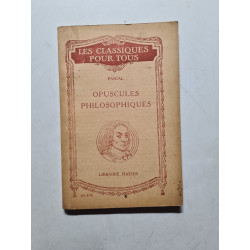 LES CLASSIQUES
POUR TOUS
PASCAL
OPUSCULES
PHILOSOPHIQUES
LIBRAIRIE HATIER